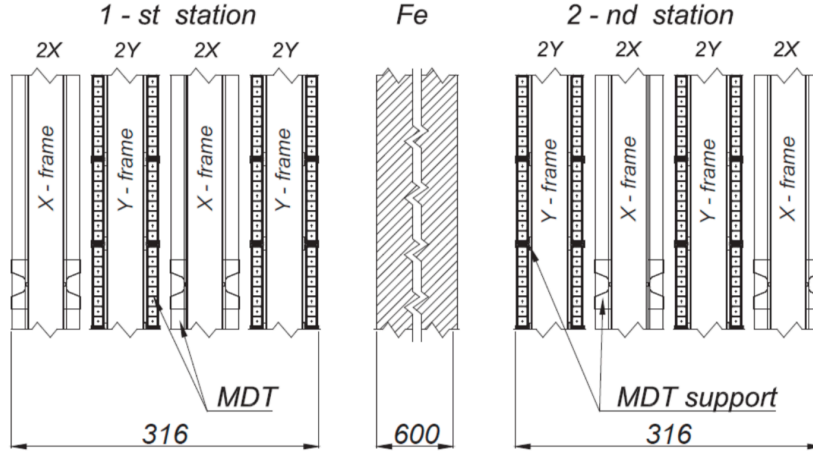 1 - st station
Fe
2 - nd station
2X 2Y 2X 2Y
2Y 2X 2Y 2X
X - frame
Y - frame
X - frame
Y - frame
Y - frame
X - frame
Y - frame
X - frame
MDT
MDT support
316
600
316